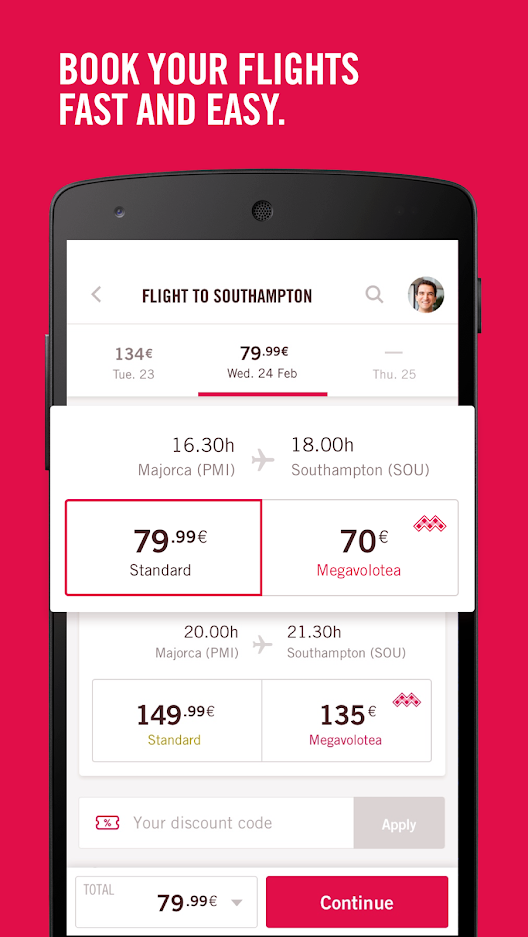 BOOK YOUR FLIGHTS
FAST AND EASY.
FLIGHT TO SOUTHAMPTON
134€ 79.99€ —
Tue. 23 Wed. 24 Feb Thu. 25
16.30h 18.00h
Majorca (PMI) Southampton (SOU)
79.99€ 70€
Standard Megavolotea
20.00h 21.30h
Majorca (PMI) Southampton (SOU)
149.99€ 135€
Standard Megavolotea
% Your discount code Apply
TOTAL
79.99€ Continue